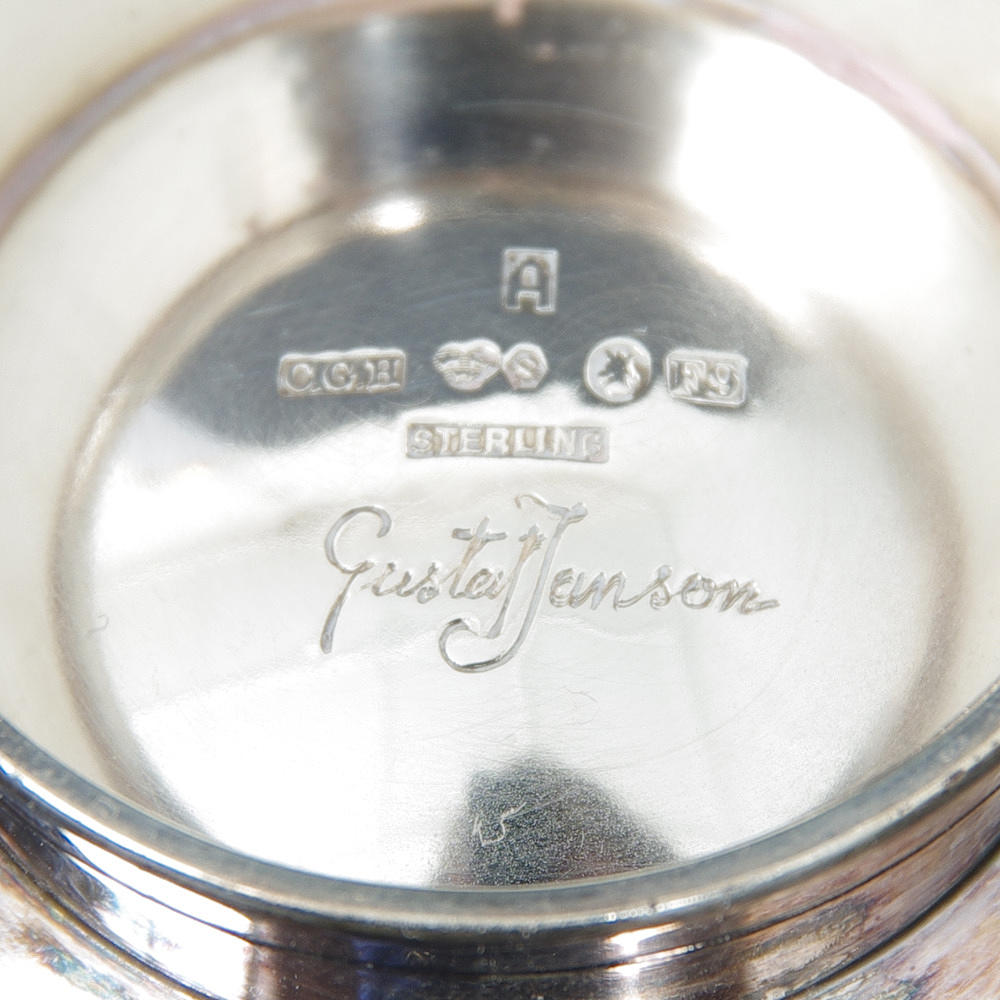 A
C.G.H S F9
STERLING
Gustaf Janson